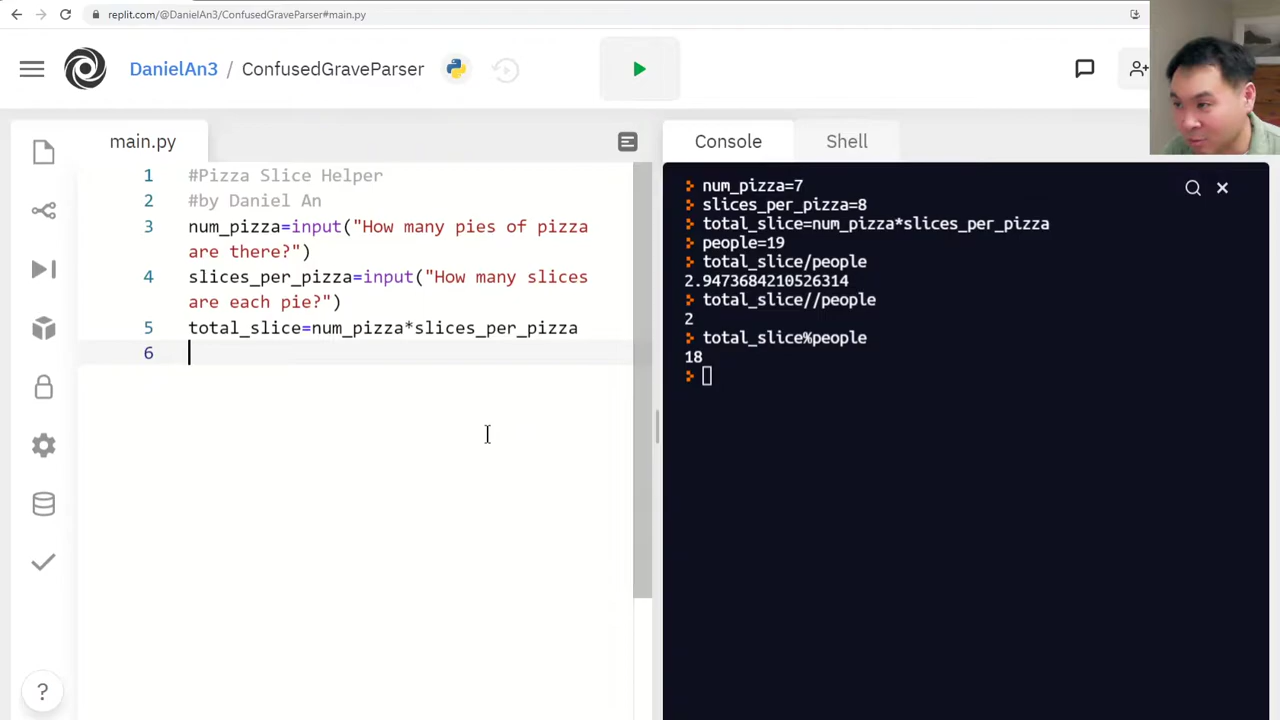 replit.com/@DanielAn3/ConfusedGraveParser#main.py
DanielAn3 / ConfusedGraveParser
main.py
1 #Pizza Slice Helper
2 #by Daniel An
3 num_pizza=input("How many pies of pizza
are there?")
4 slices_per_pizza=input("How many slices
are each pie?")
5 total_slice=num_pizza*slices_per_pizza
6
?
Console Shell
num_pizza=7
slices_per_pizza=8
total_slice=num_pizza*slices_per_pizza
people=19
total_slice/people
2.9473684210526314
total_slice//people
2
total_slice%people
18